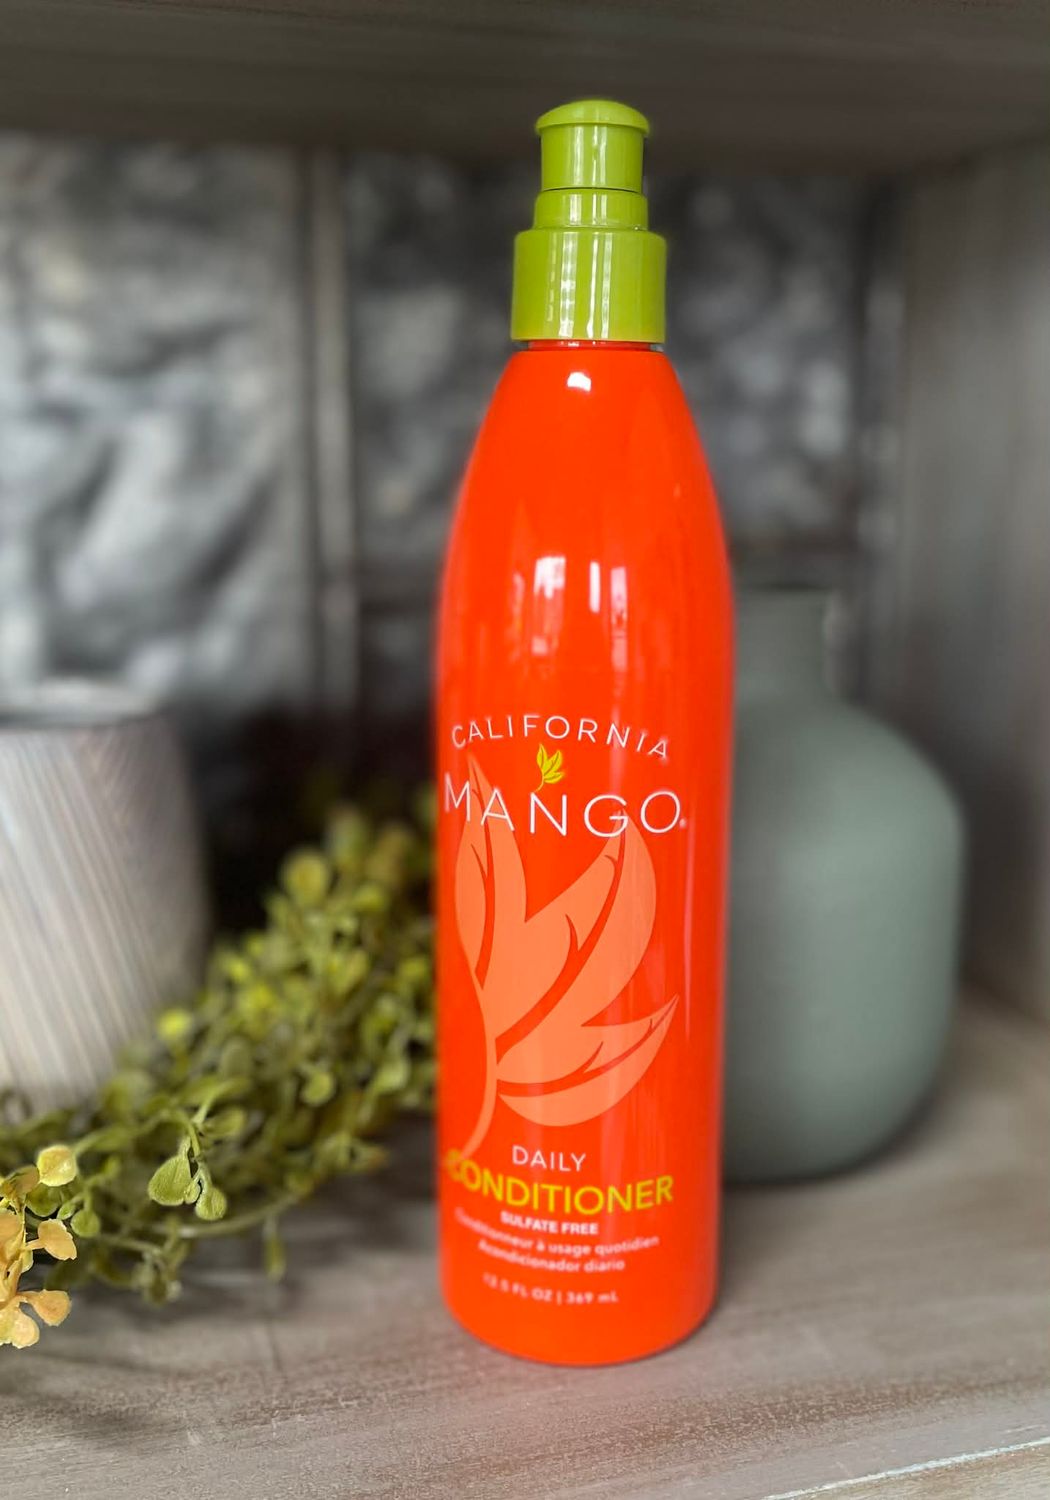 CALIFORNIA
MANGO
DAILY
CONDITIONER
SULFATE FREE
Conditionneur à usage quotidien
Acondicionador diario
12.5 FL OZ | 369 mL